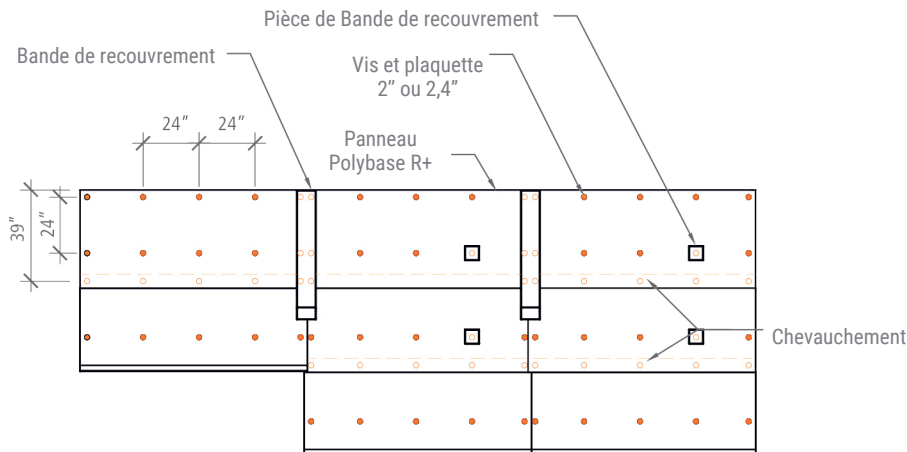 Pièce de Bande de recouvrement
Bande de recouvrement
Vis et plaquette
2” ou 2,4”
24”
24”
Panneau
Polybase R+
39”
24”
Chevauchement